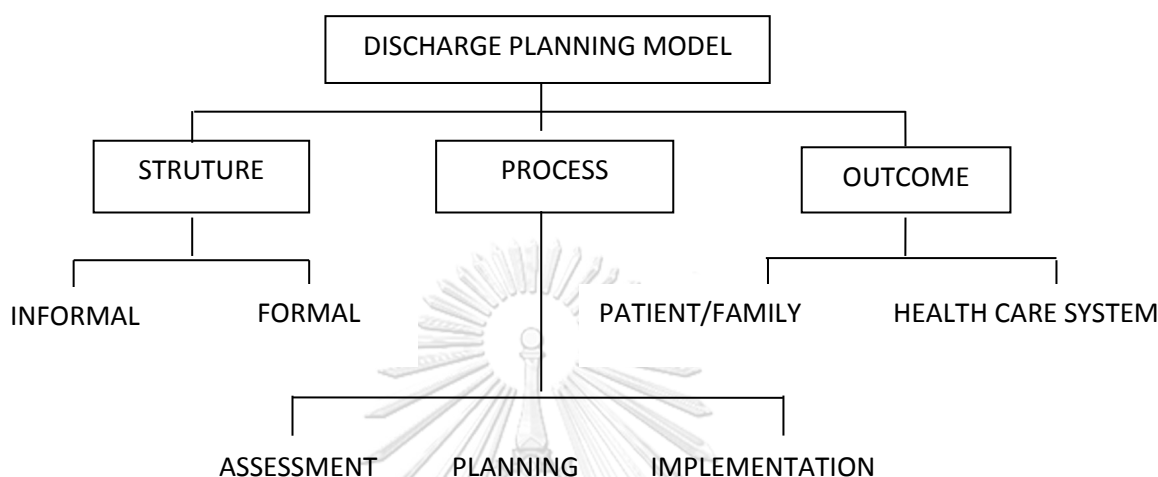 DISCHARGE PLANNING MODEL
STRUTURE
PROCESS
OUTCOME
INFORMAL
FORMAL
PATIENT/FAMILY
HEALTH CARE SYSTEM
ASSESSMENT
PLANNING
IMPLEMENTATION